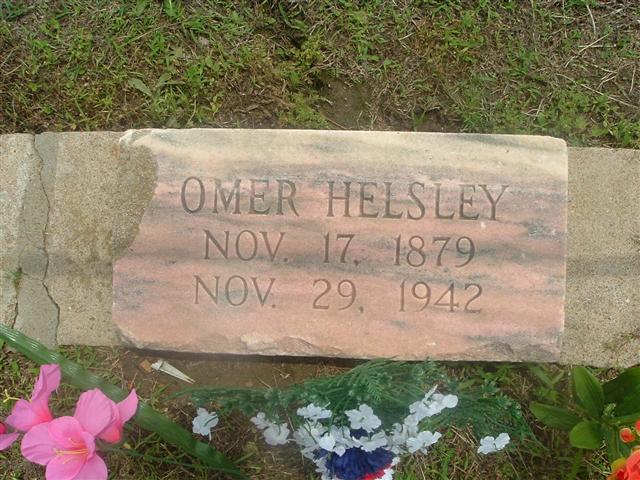 OMER HELSLEY
NOV. 17, 1879
NOV. 29, 1942